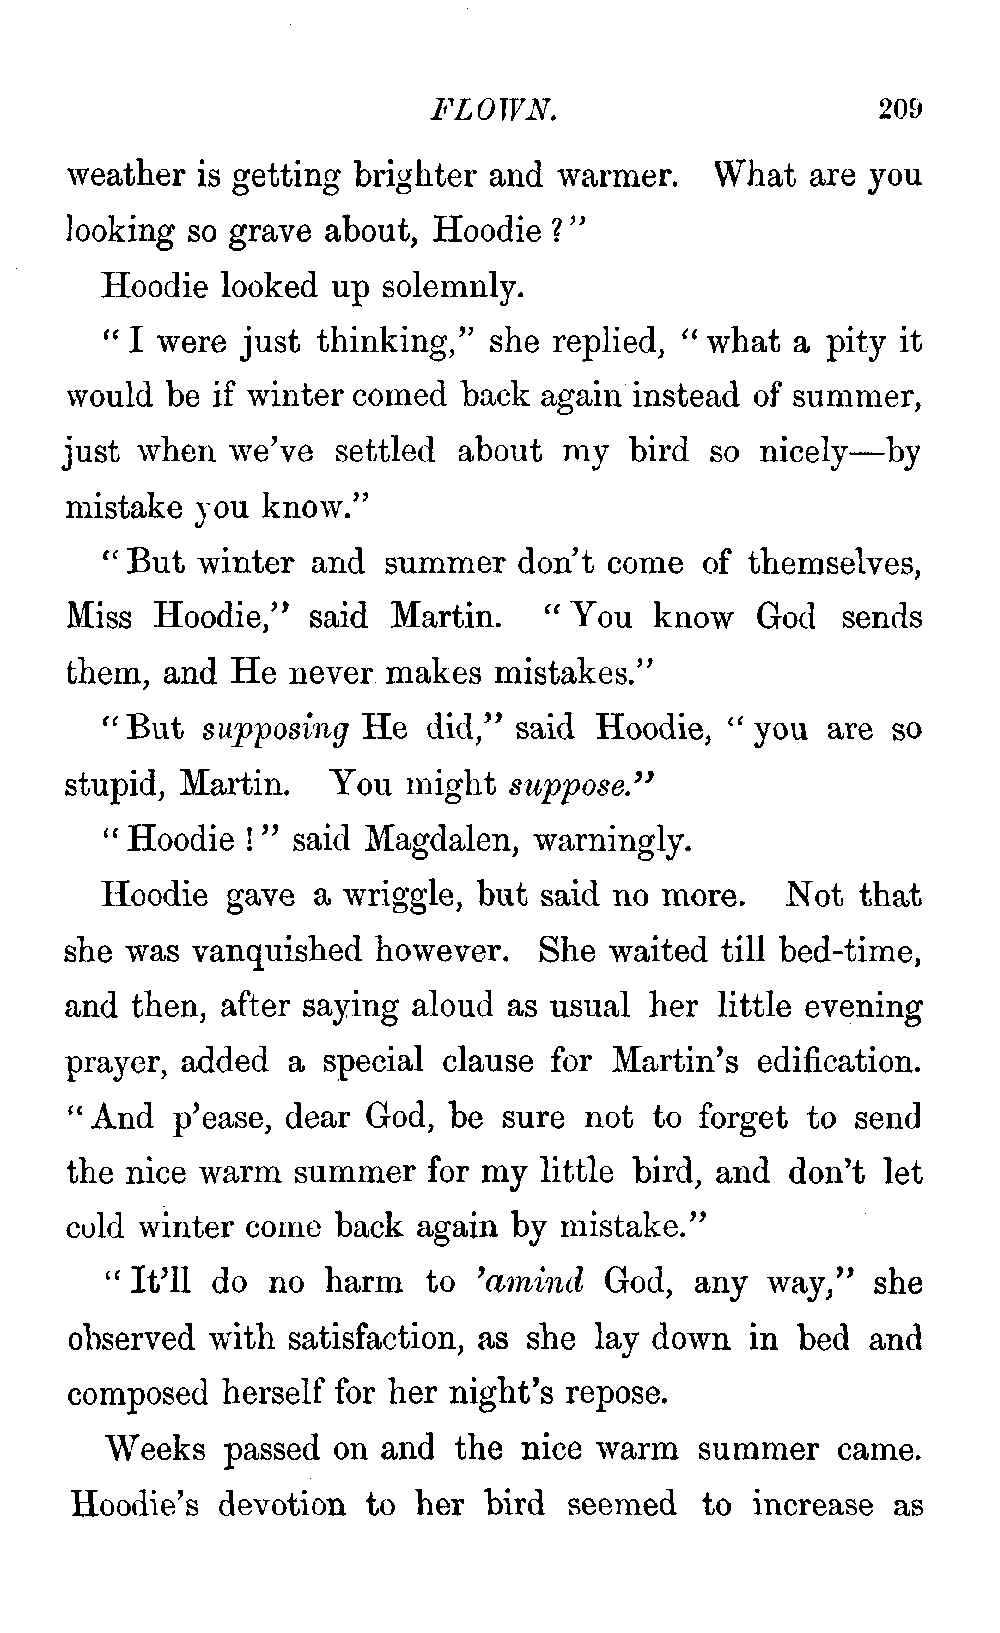 FLOWN. 209
weather is getting brighter and warmer. What are you
looking so grave about, Hoodie?"
Hoodie looked up solemnly.
"I were just thinking," she replied, "what a pity it
would be if winter comed back again instead of summer,
just when we've settled about my bird so nicely—by
mistake you know."
"But winter and summer don't come of themselves,
Miss Hoodie," said Martin. "You know God sends
them, and He never makes mistakes."
"But supposing He did," said Hoodie, "you are so
stupid, Martin. You might suppose."
"Hoodie!" said Magdalen, warningly.
Hoodie gave a wriggle, but said no more. Not that
she was vanquished however. She waited till bed-time,
and then, after saying aloud as usual her little evening
prayer, added a special clause for Martin's edification.
"And p'ease, dear God, be sure not to forget to send
the nice warm summer for my little bird, and don't let
cold winter come back again by mistake."
"It'll do no harm to 'amind God, any way," she
observed with satisfaction, as she lay down in bed and
composed herself for her night's repose.
Weeks passed on and the nice warm summer came.
Hoodie's devotion to her bird seemed to increase as